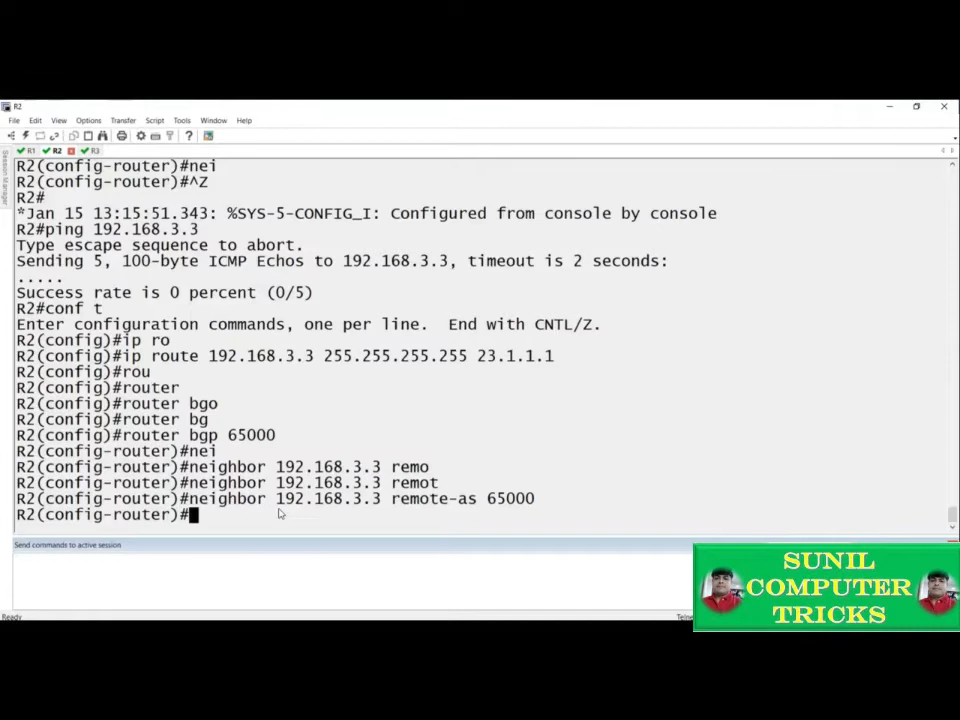 R2
File Edit View Options Transfer Script Tools Window Help
R1 R2 R3
Session Manager
R2(config-router)#nei
R2(config-router)#^Z
R2#
*Jan 15 13:15:51.343: %SYS-5-CONFIG_I: Configured from console by console
R2#ping 192.168.3.3
Type escape sequence to abort.
Sending 5, 100-byte ICMP Echos to 192.168.3.3, timeout is 2 seconds:
.....
Success rate is 0 percent (0/5)
R2#conf t
Enter configuration commands, one per line.  End with CNTL/Z.
R2(config)#ip ro
R2(config)#ip route 192.168.3.3 255.255.255.255 23.1.1.1
R2(config)#rou
R2(config)#router
R2(config)#router bgo
R2(config)#router bg
R2(config)#router bgp 65000
R2(config-router)#nei
R2(config-router)#neighbor 192.168.3.3 remo
R2(config-router)#neighbor 192.168.3.3 remot
R2(config-router)#neighbor 192.168.3.3 remote-as 65000
R2(config-router)#
Send commands to active session
SUNIL
COMPUTER
TRICKS
Ready
Telne